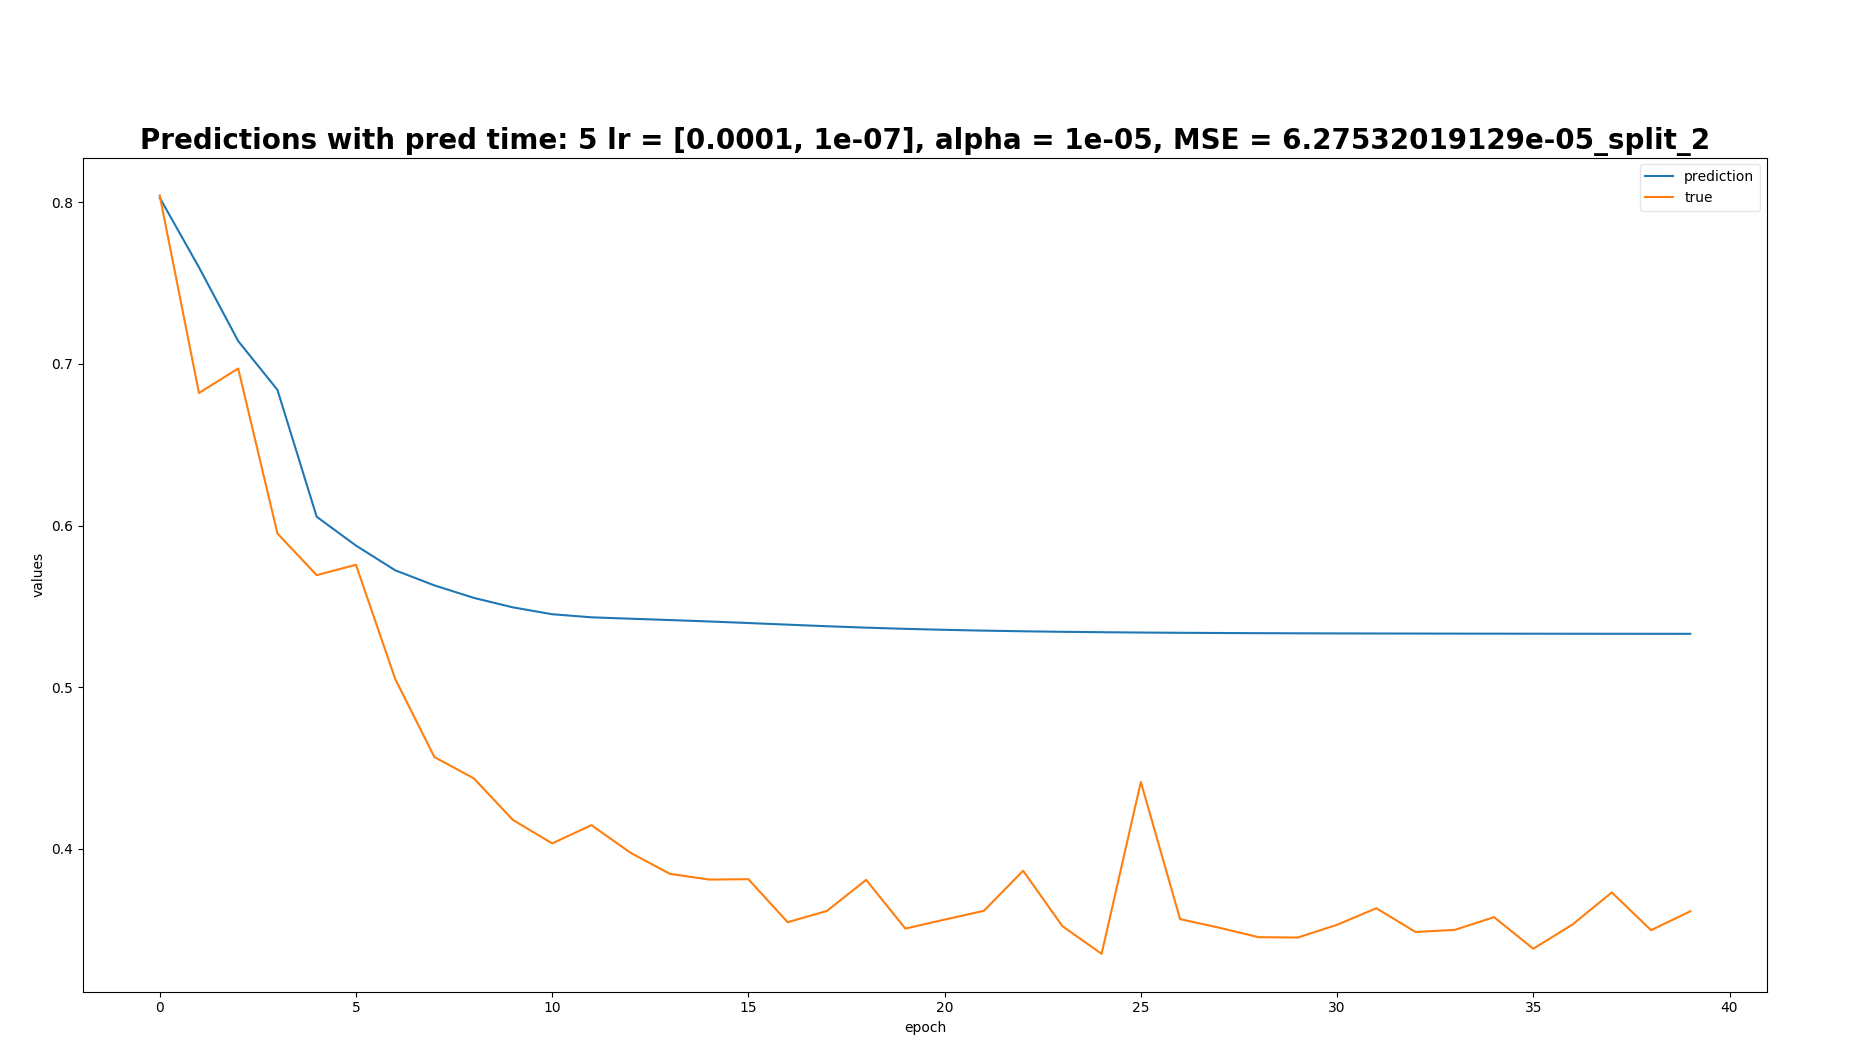 Predictions with pred time: 5 lr = [0.0001, 1e-07], alpha = 1e-05, MSE = 6.27532019129e-05_split_2
prediction
true
0.8
0.7
0.6
0.5
0.4
values
0 5 10 15 20 25 30 35 40
epoch